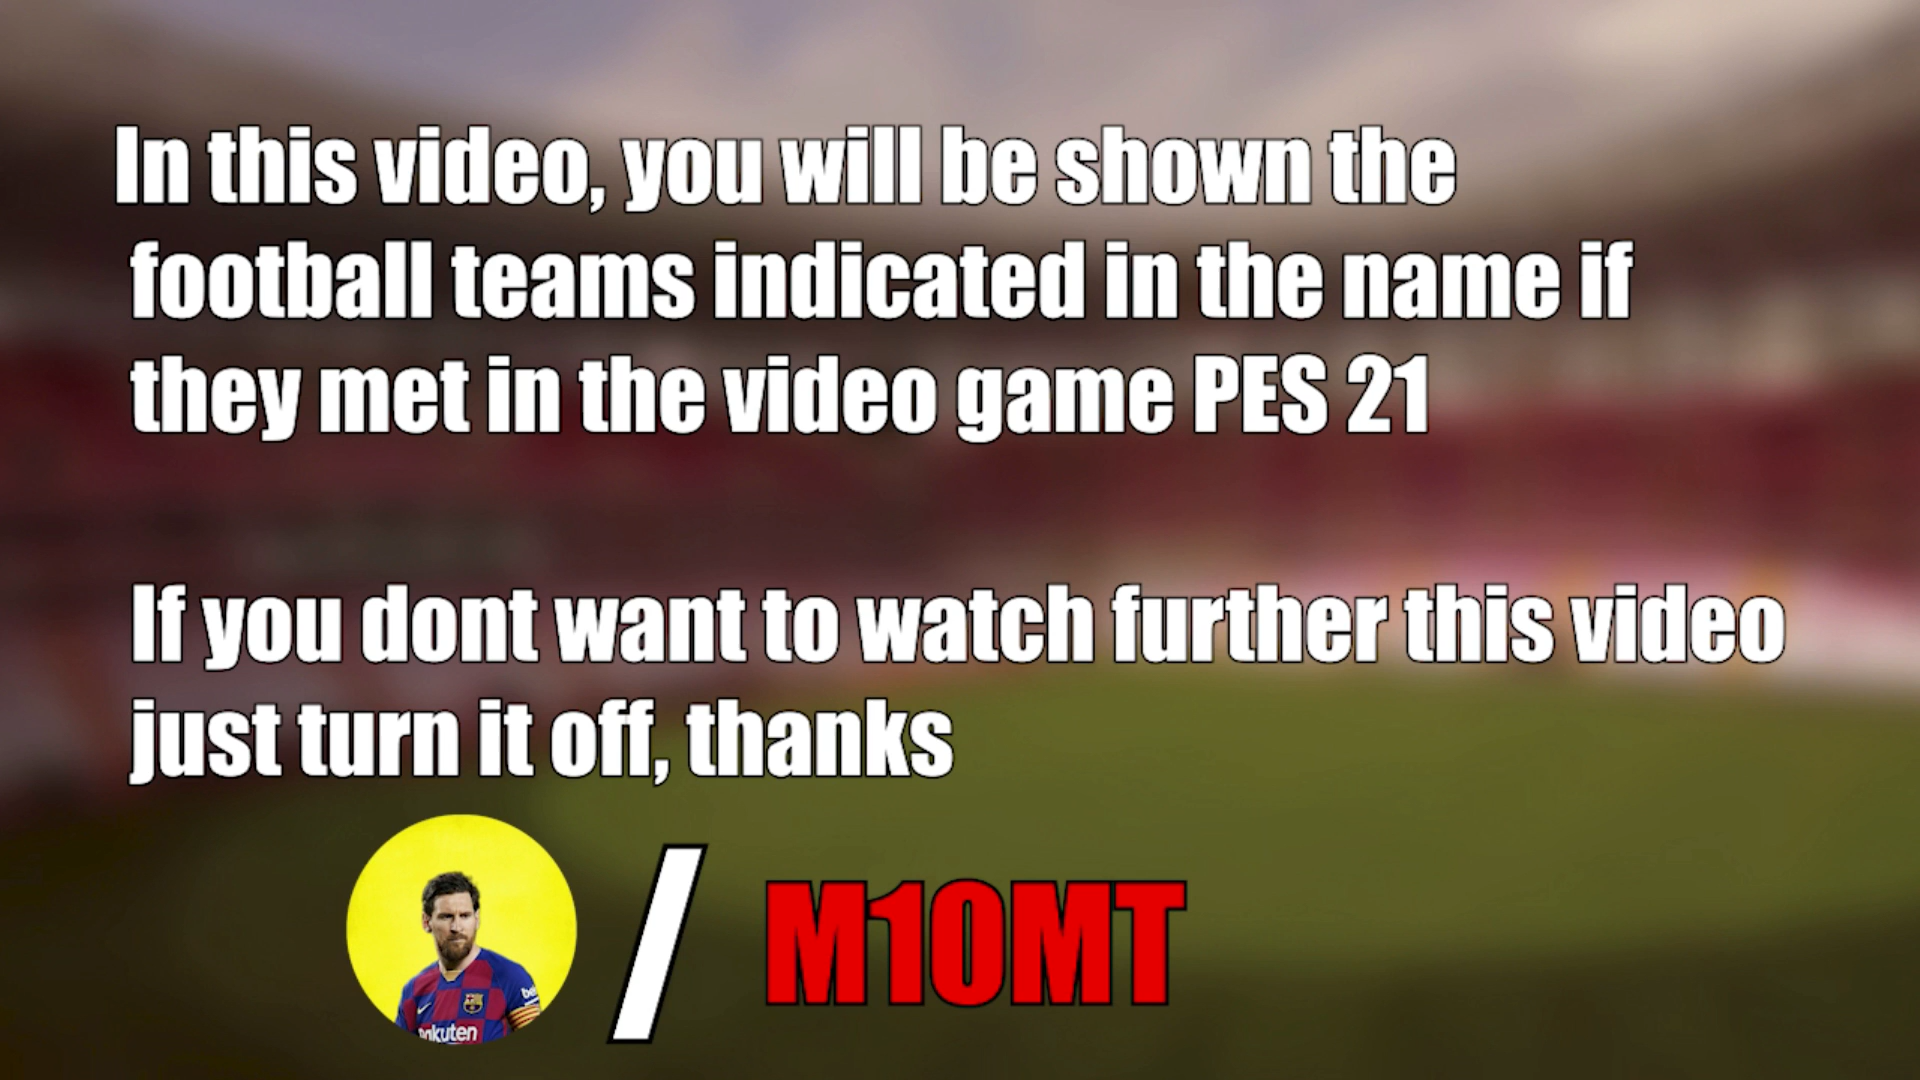 In this video, you will be shown the
football teams indicated in the name if
they met in the video game PES 21
If you dont want to watch further this video
just turn it off, thanks
/ M10MT
be
Rakuten